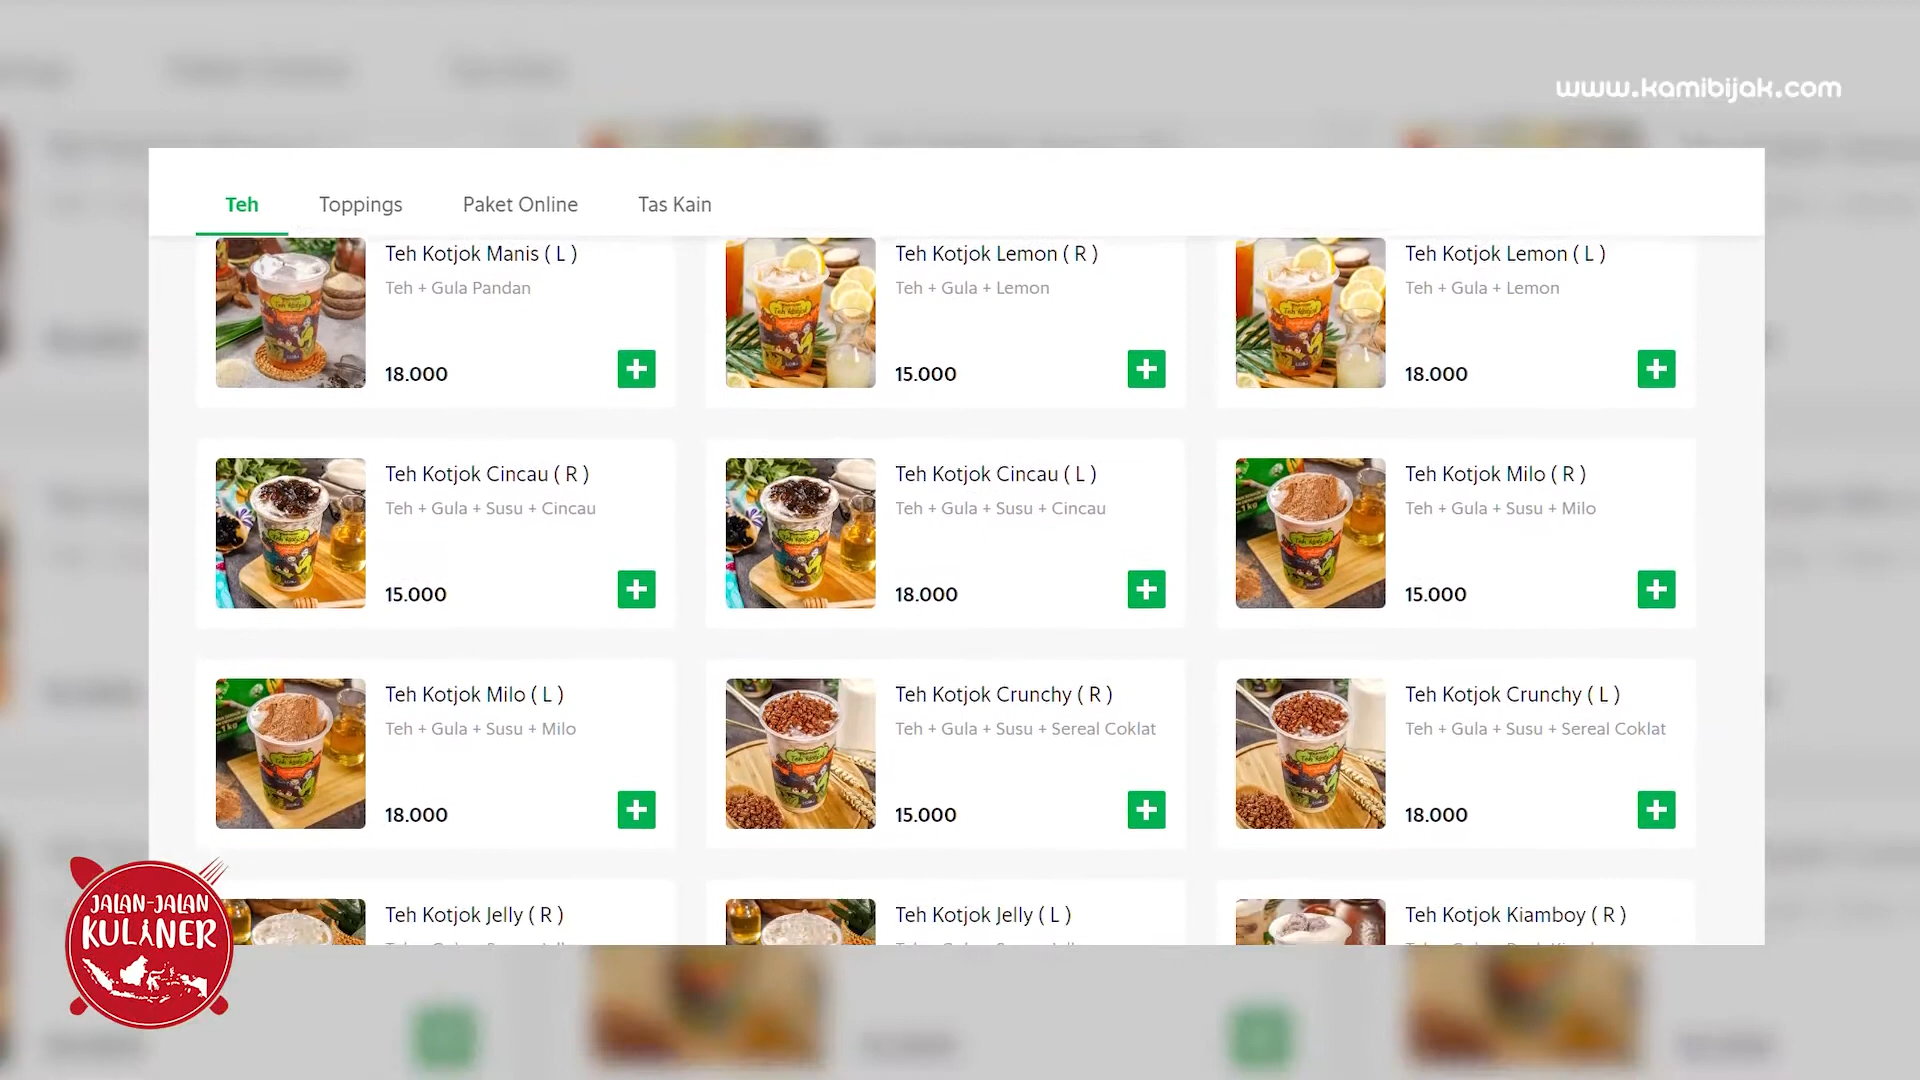 www.kamibijak.com
Teh Toppings Paket Online Tas Kain
Teh Kotjok Manis ( L )
Teh + Gula Pandan
18.000
Teh Kotjok Lemon ( R )
Teh + Gula + Lemon
15.000
Teh Kotjok Lemon ( L )
Teh + Gula + Lemon
18.000
Teh Kotjok Cincau ( R )
Teh + Gula + Susu + Cincau
15.000
Teh Kotjok Cincau ( L )
Teh + Gula + Susu + Cincau
18.000
Teh Kotjok Milo ( R )
Teh + Gula + Susu + Milo
15.000
Teh Kotjok Milo ( L )
Teh + Gula + Susu + Milo
18.000
Teh Kotjok Crunchy ( R )
Teh + Gula + Susu + Sereal Coklat
15.000
Teh Kotjok Crunchy ( L )
Teh + Gula + Susu + Sereal Coklat
18.000
Teh Kotjok Jelly ( R )
Teh Kotjok Jelly ( L )
Teh Kotjok Kiamboy ( R )
JALAN-JALAN
KULINER